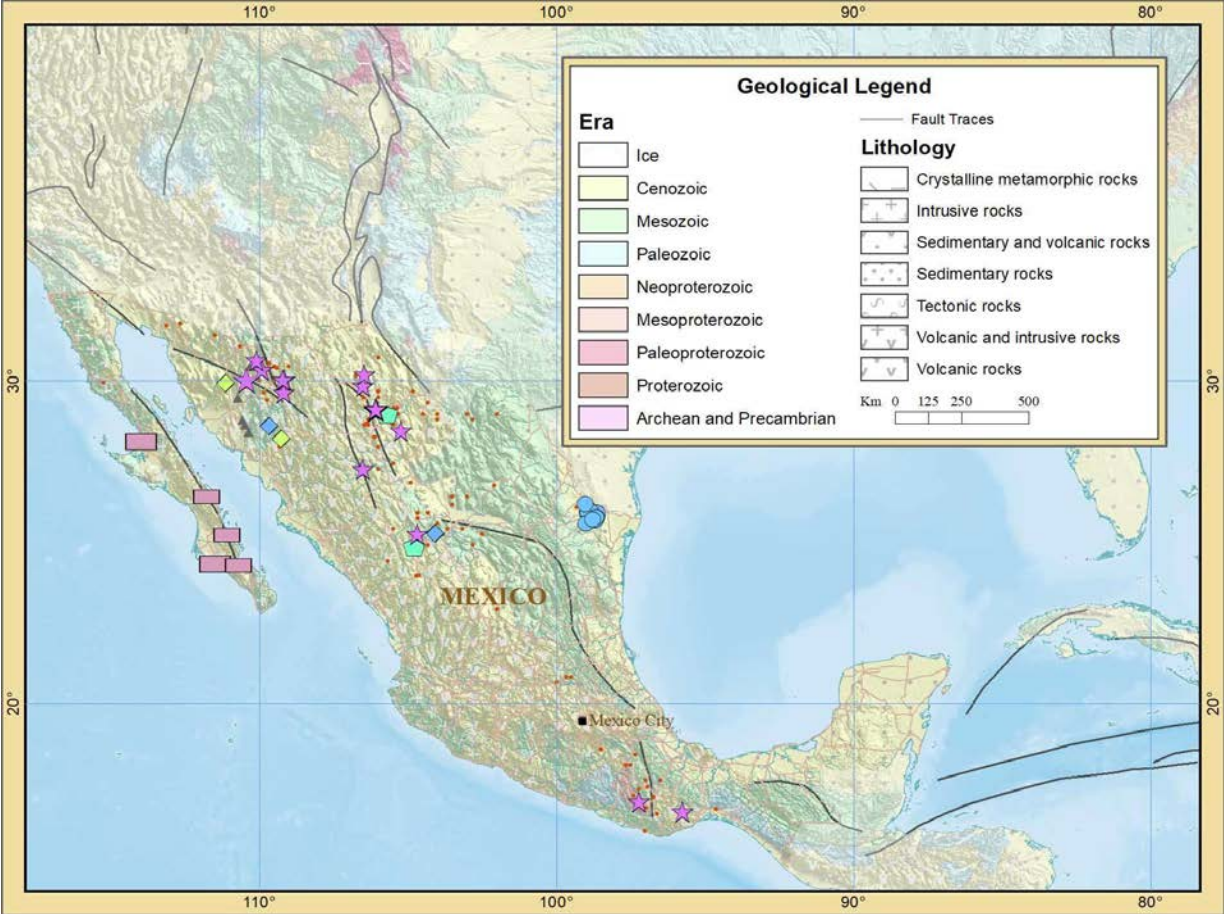 110°
100°
90°
80°
Geological Legend
Era
Ice
Cenozoic
Mesozoic
Paleozoic
Neoproterozoic
Mesoproterozoic
Paleoproterozoic
Proterozoic
Archean and Precambrian
Fault Traces
Lithology
Crystalline metamorphic rocks
Intrusive rocks
Sedimentary and volcanic rocks
Sedimentary rocks
Tectonic rocks
Volcanic and intrusive rocks
Volcanic rocks
Km 0 125 250 500
30°
30°
MEXICO
20°
20°
Mexico City
110°
100°
90°
80°